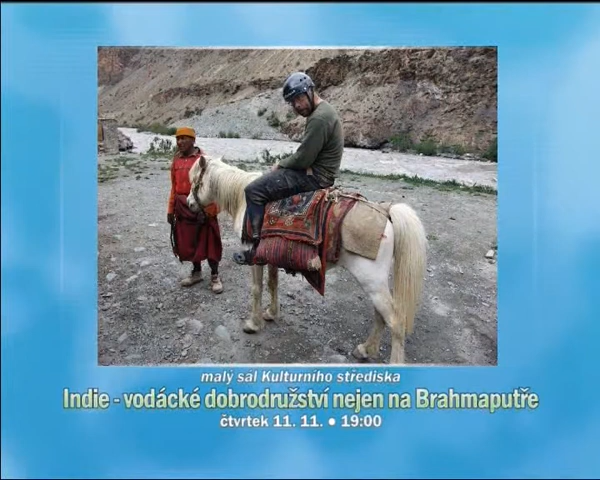 malý sál Kulturního střediska
Indie - vodácké dobrodružství nejen na Brahmaputře
čtvrtek 11. 11. ● 19:00